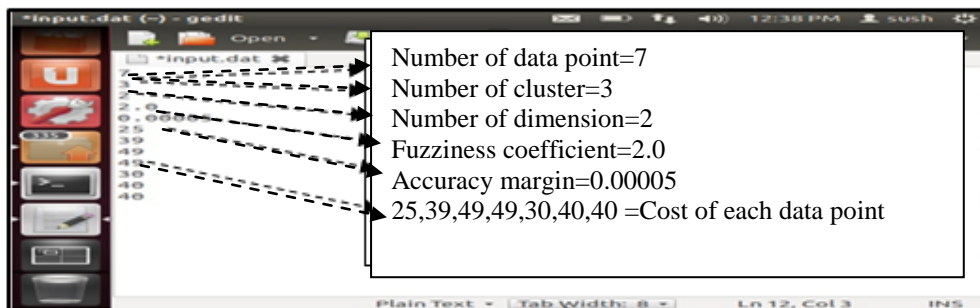 *input.dat (~) - gedit 12:38 PM sush
Open
*input.dat
7
3
2
2.0
0.00005
25
39
49
49
30
40
40
335
Number of data point=7
Number of cluster=3
Number of dimension=2
Fuzziness coefficient=2.0
Accuracy margin=0.00005
25,39,49,49,30,40,40 =Cost of each data point
Plain Text Tab Width: 8 Ln 12, Col 3 INS